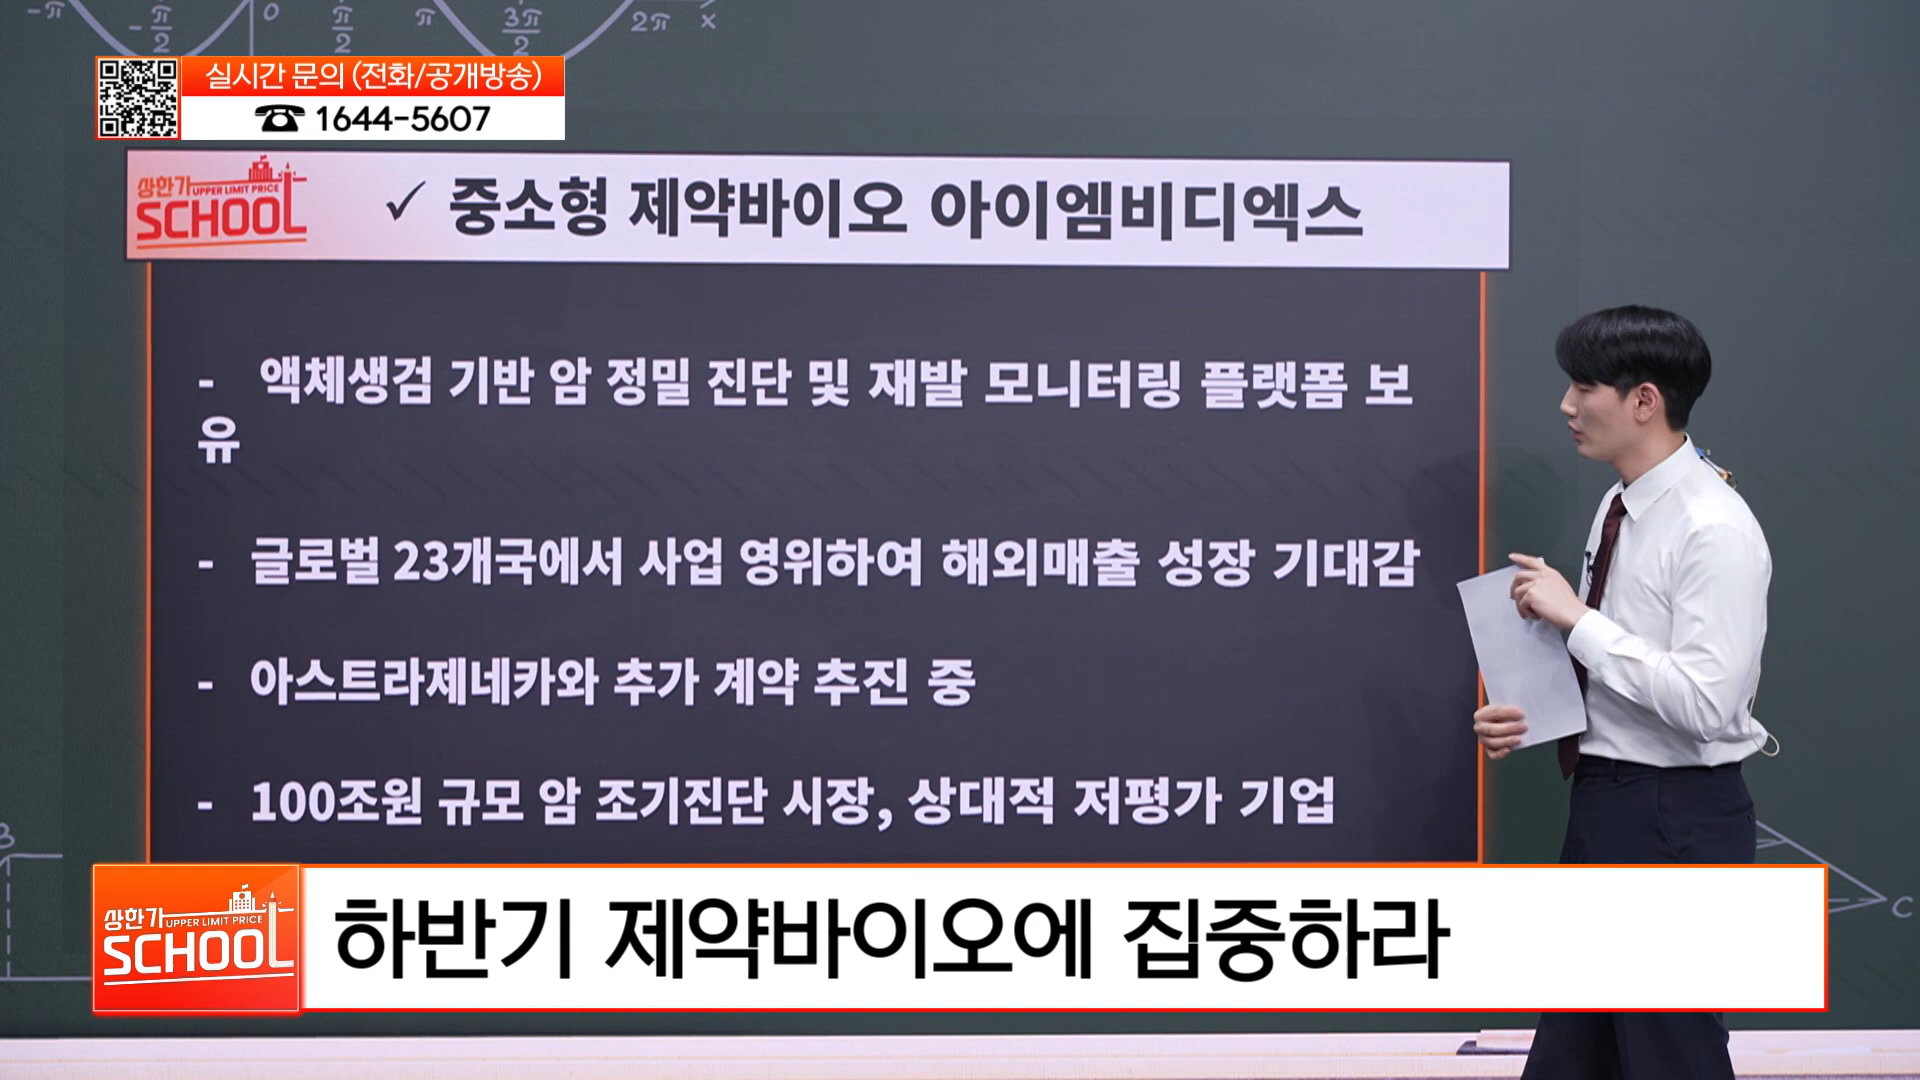 -π
-π/2
0
π/2
π
3π/2
2π
x
실시간 문의 (전화/공개방송)
☎ 1644-5607
상한가 UPPER LIMIT PRICE
SCHOOL
✓ 중소형 제약바이오 아이엠비디엑스
- 액체생검 기반 암 정밀 진단 및 재발 모니터링 플랫폼 보
유
- 글로벌 23개국에서 사업 영위하여 해외매출 성장 기대감
- 아스트라제네카와 추가 계약 추진 중
- 100조원 규모 암 조기진단 시장, 상대적 저평가 기업
B
C
상한가 UPPER LIMIT PRICE
SCHOOL
하반기 제약바이오에 집중하라